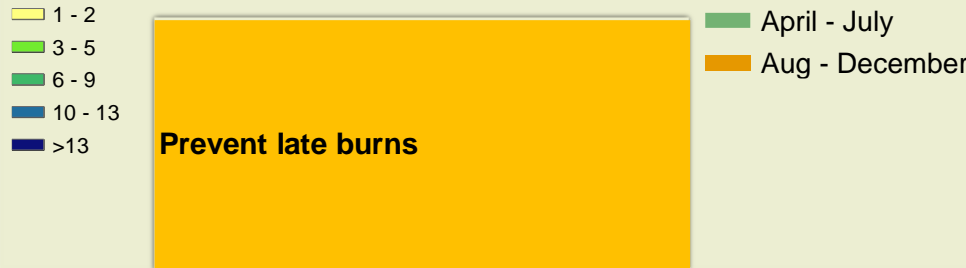 1 - 2
3 - 5
6 - 9
10 - 13
>13
Prevent late burns
April - July
Aug - December